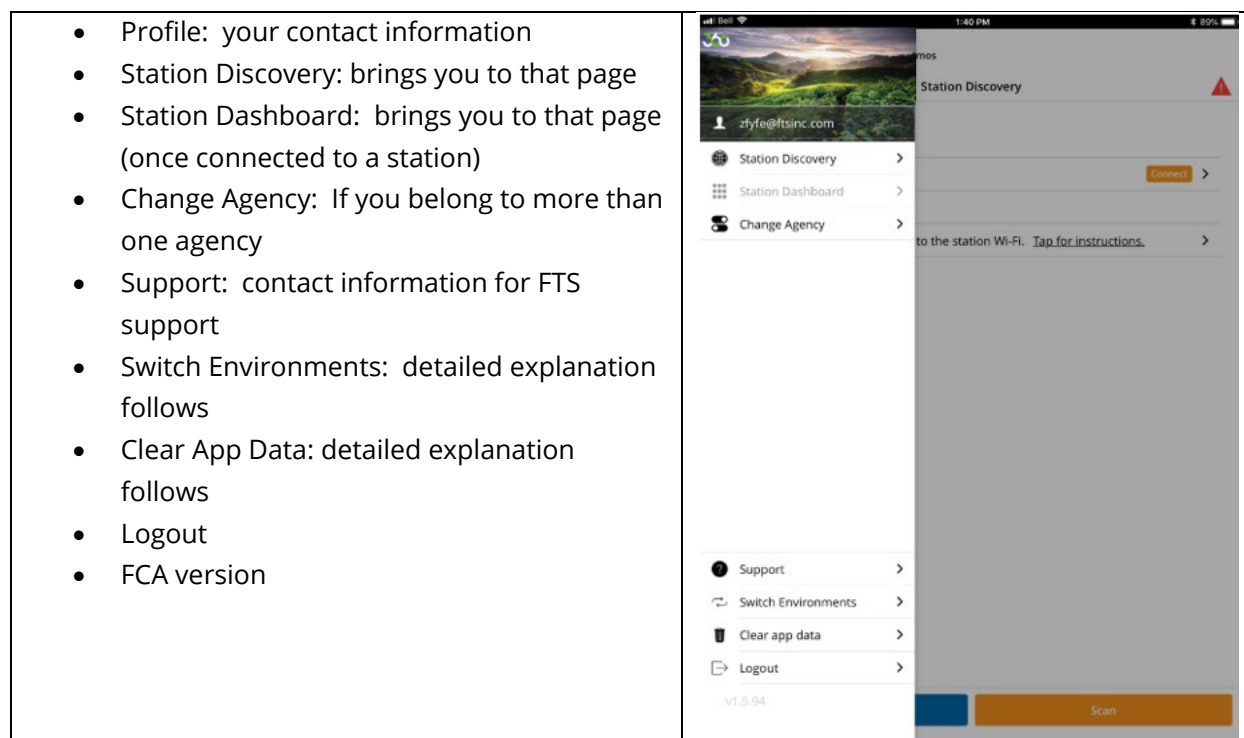 • Profile:  your contact information
• Station Discovery: brings you to that page
• Station Dashboard:  brings you to that page
(once connected to a station)
• Change Agency:  If you belong to more than
one agency
• Support:  contact information for FTS
support
• Switch Environments:  detailed explanation
follows
• Clear App Data: detailed explanation
follows
• Logout
• FCA version
Bell 1:40 PM 89%
360
mos
Station Discovery
zfyfe@ftsinc.com
Station Discovery
Connect
Station Dashboard
Change Agency
to the station Wi-Fi.  Tap for instructions.
Support
Switch Environments
Clear app data
Logout
v1.5.94
Scan